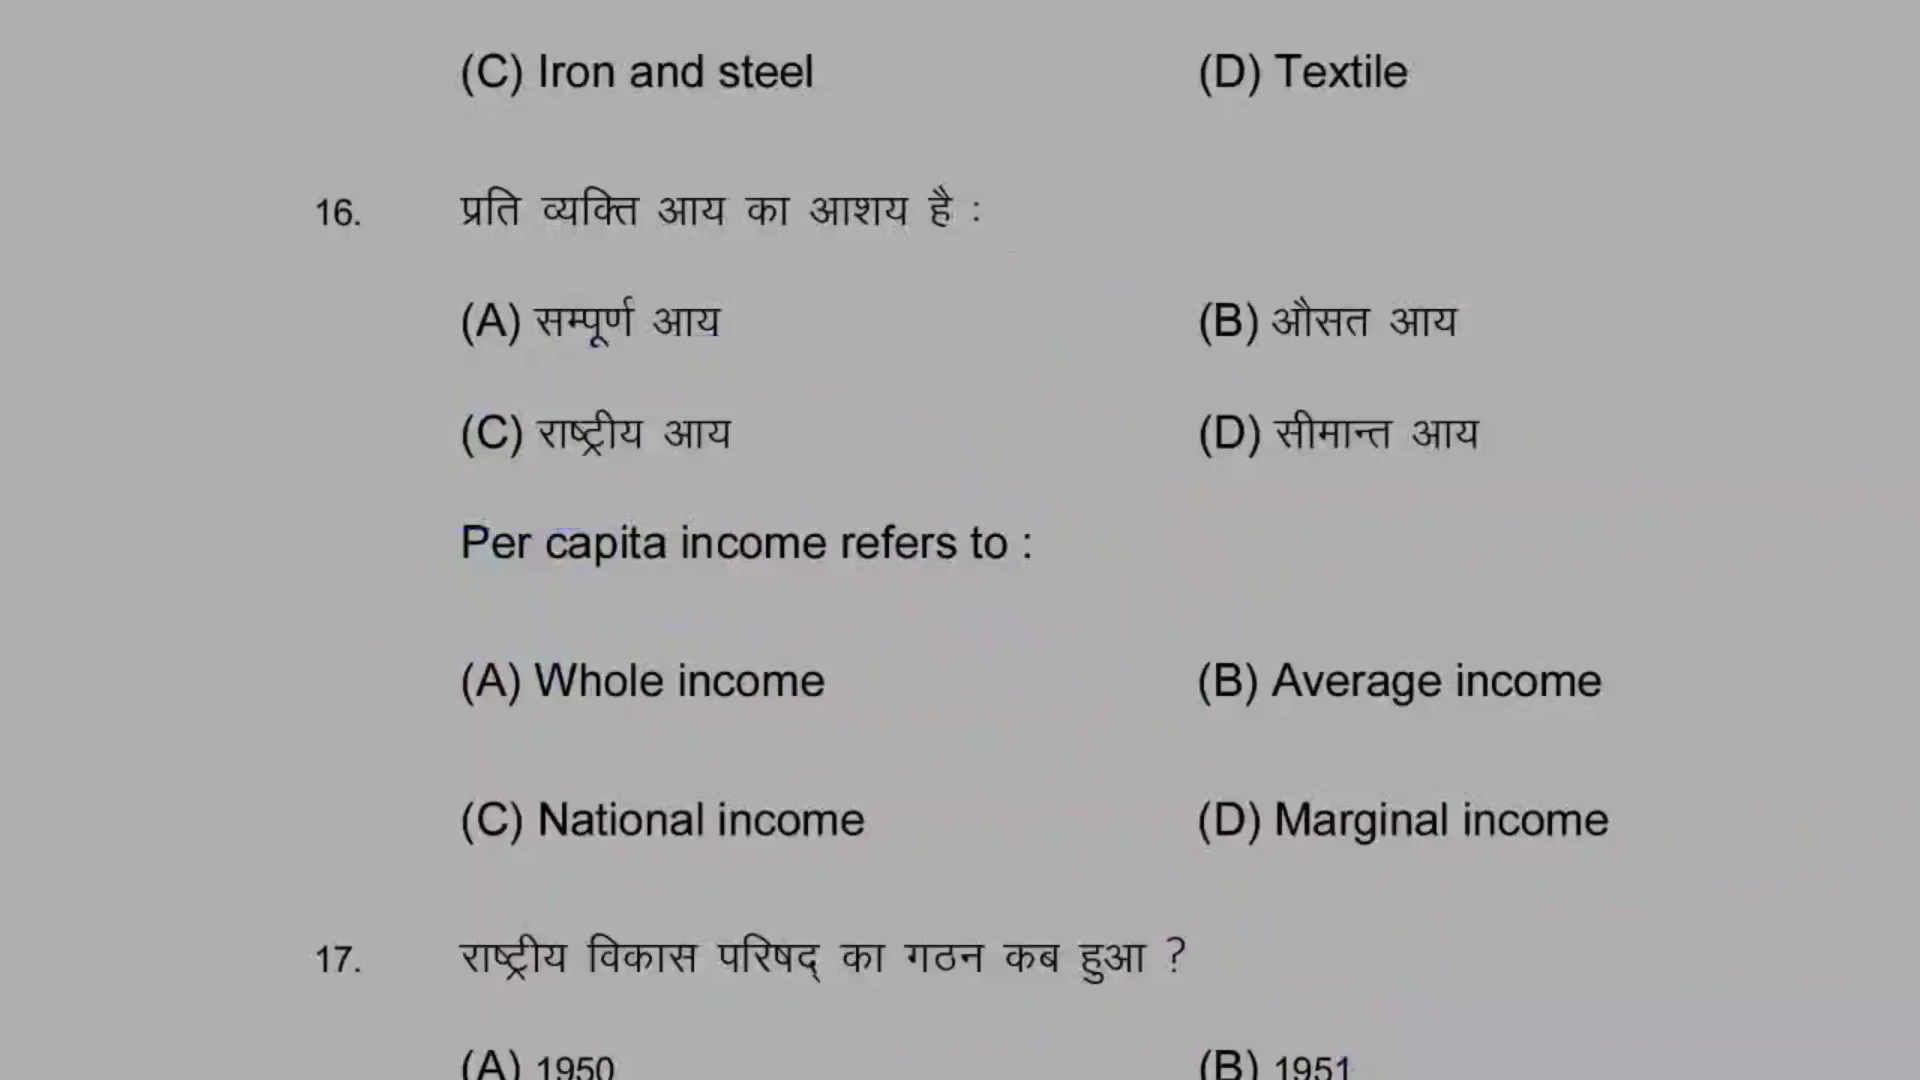 (C) Iron and steel (D) Textile
16. प्रति व्यक्ति आय का आशय है :
(A) सम्पूर्ण आय (B) औसत आय
(C) राष्ट्रीय आय (D) सीमान्त आय
Per capita income refers to :
(A) Whole income (B) Average income
(C) National income (D) Marginal income
17. राष्ट्रीय विकास परिषद् का गठन कब हुआ ?
(A) 1950 (B) 1951